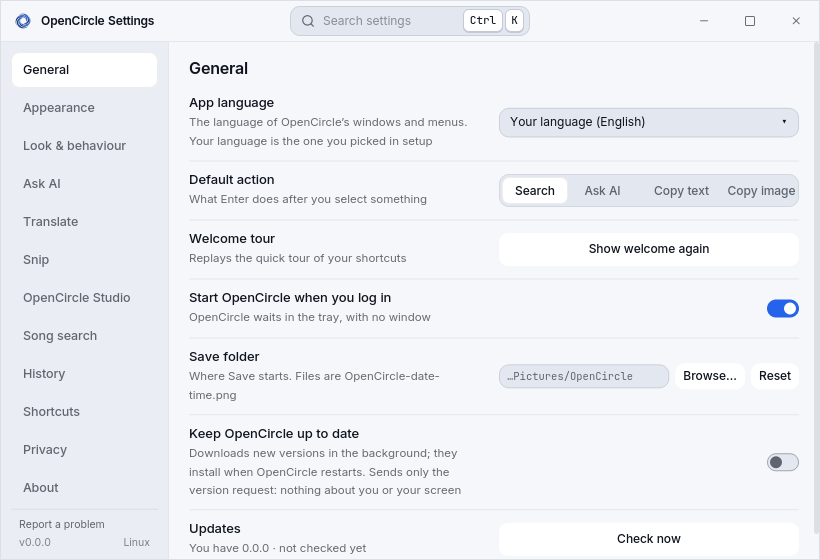 OpenCircle Settings
Search settings
Ctrl K
General
Appearance
Look & behaviour
Ask AI
Translate
Snip
OpenCircle Studio
Song search
History
Shortcuts
Privacy
About
Report a problem
v0.0.0 Linux
General
App language
The language of OpenCircle's windows and menus.
Your language is the one you picked in setup
Your language (English)
Default action
What Enter does after you select something
Search Ask AI Copy text Copy image
Welcome tour
Replays the quick tour of your shortcuts
Show welcome again
Start OpenCircle when you log in
OpenCircle waits in the tray, with no window
Save folder
Where Save starts. Files are OpenCircle-date-
time.png
…Pictures/OpenCircle Browse… Reset
Keep OpenCircle up to date
Downloads new versions in the background; they
install when OpenCircle restarts. Sends only the
version request: nothing about you or your screen
Updates
You have 0.0.0 · not checked yet
Check now